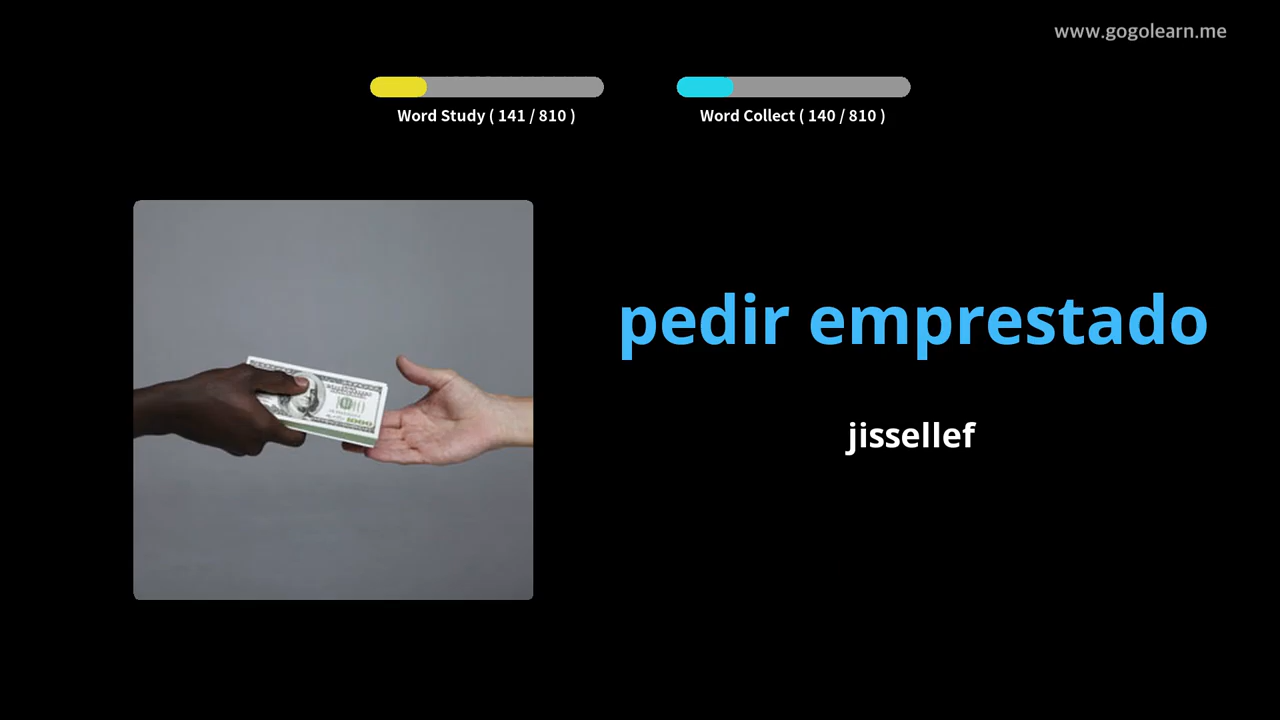 www.gogolearn.me
Word Study ( 141 / 810 )
Word Collect ( 140 / 810 )
pedir emprestado
jissellef